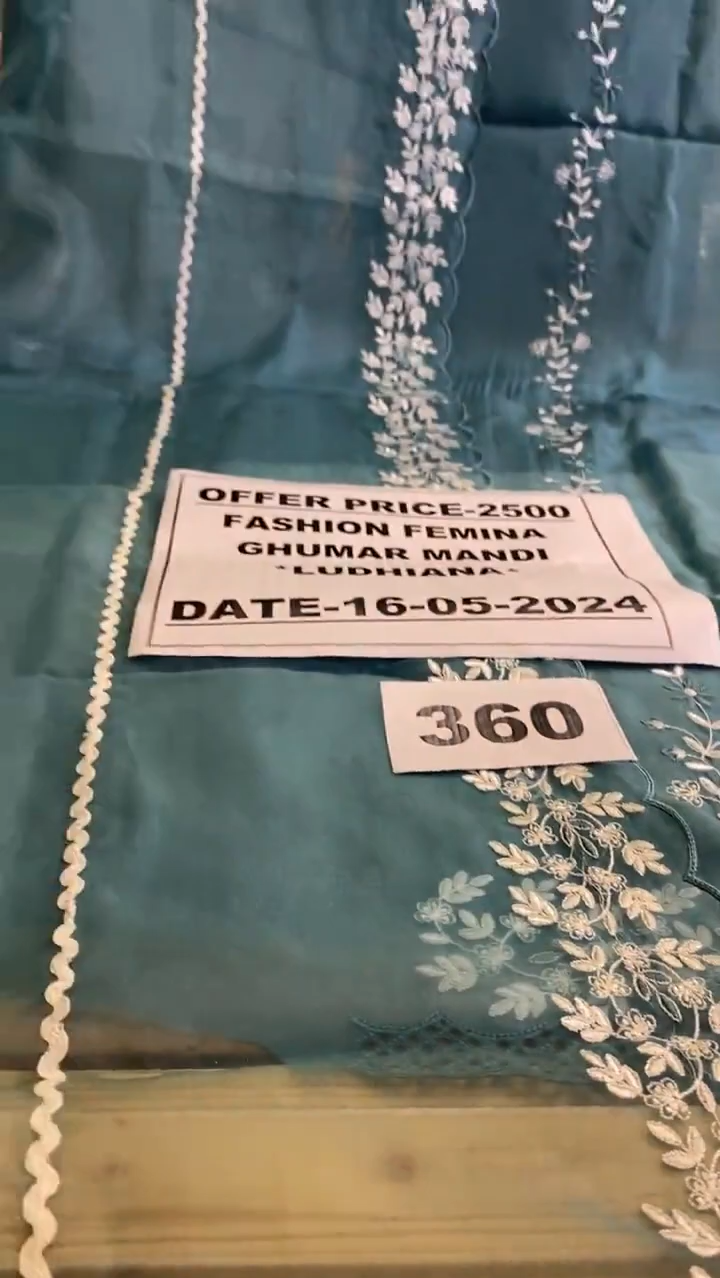 OFFER PRICE-2500
FASHION FEMINA
GHUMAR MANDI
*LUDHIANA*
DATE-16-05-2024
360